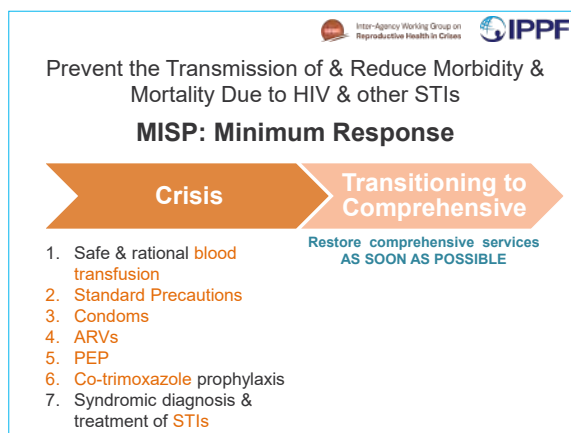 Inter-Agency Working Group on
Reproductive Health in Crises
IPPF
Prevent the Transmission of & Reduce Morbidity &
Mortality Due to HIV & other STIs
MISP: Minimum Response
Crisis
Transitioning to
Comprehensive
1. Safe & rational blood
transfusion
2. Standard Precautions
3. Condoms
4. ARVs
5. PEP
6. Co-trimoxazole prophylaxis
7. Syndromic diagnosis &
treatment of STIs
Restore comprehensive services
AS SOON AS POSSIBLE